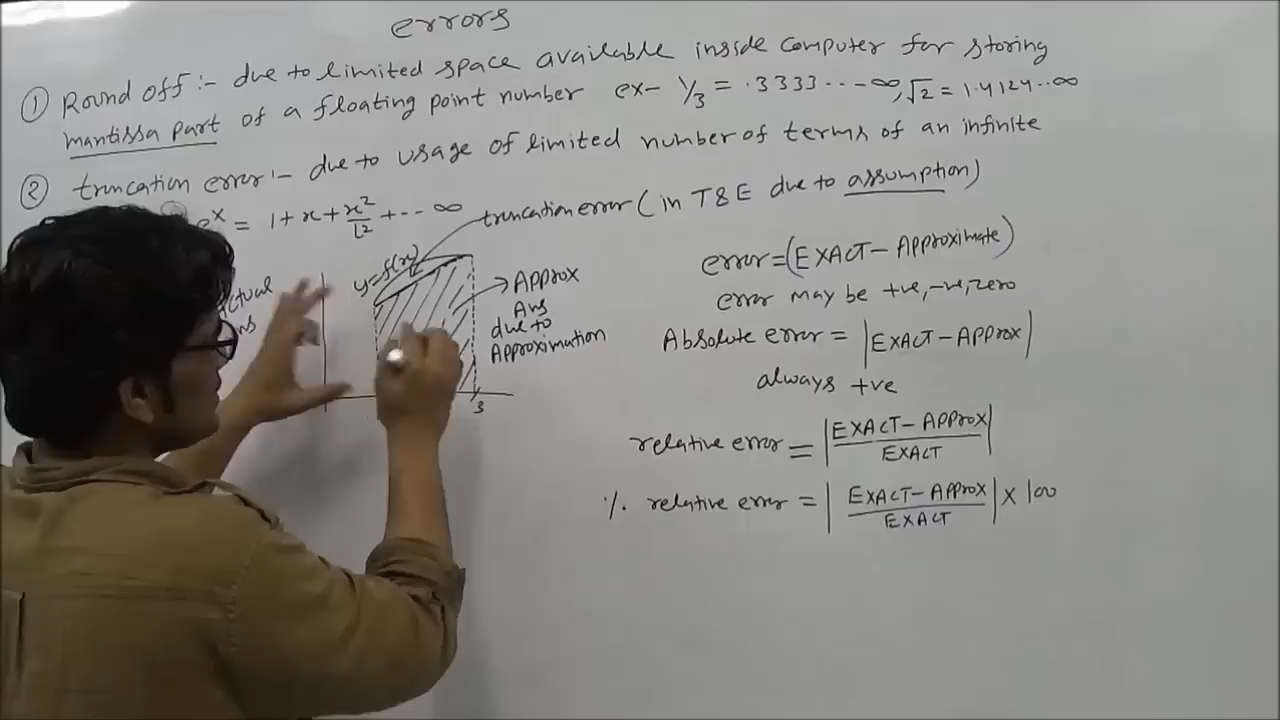 errors
① Round off :- due to limited space available inside computer for storing
mantissa part of a floating point number ex- 1/3 = .3333...-∞, √2 = 1.4124..∞
② truncation error :- due to usage of limited number of terms of an infinite
e^x = 1 + x + x²/⌊2 + -- ∞
truncation error (in T & E due to assumption)
y=f(x)
actual
Ans
Approx
Ans
due to
Approximation
3
error = (EXACT - Approximate)
error may be +ve, -ve, zero
Absolute error = |EXACT - APProx|
always +ve
relative error = |EXACT - APProx / EXACT|
% relative error = |EXACT - APProx / EXACT| × 100